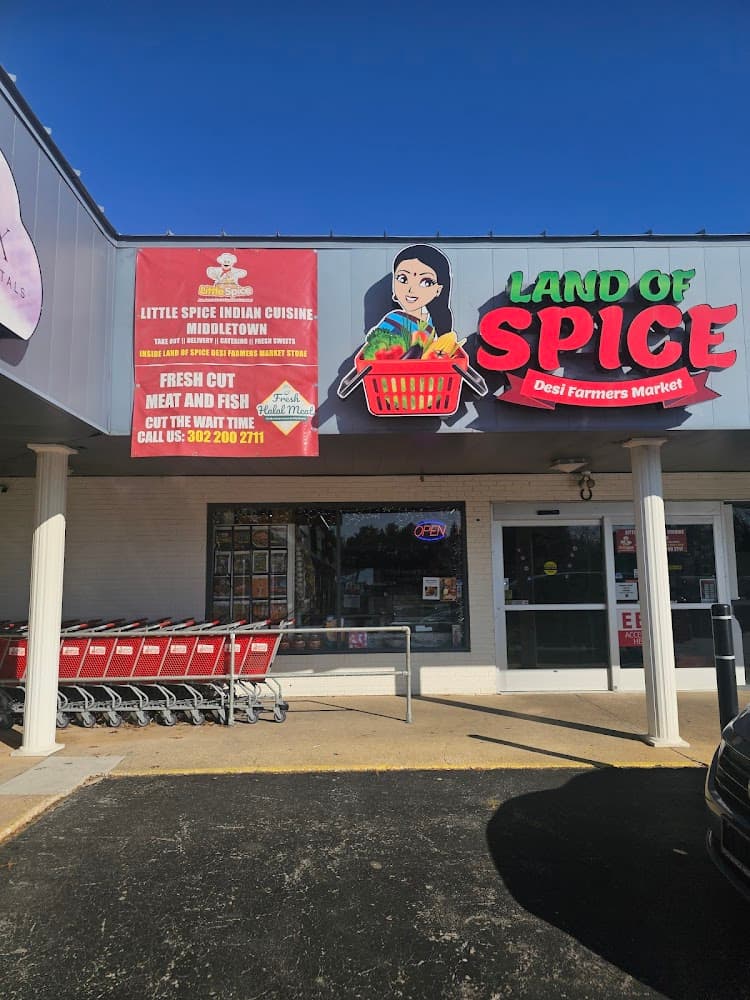 X
TALS
Little Spice
LITTLE SPICE INDIAN CUISINE
MIDDLETOWN
TAKE OUT || DELIVERY || CATERING || FRESH SWEETS
INSIDE LAND OF SPICE DESI FARMERS MARKET STORE
FRESH CUT
MEAT AND FISH
Fresh
Halal Meat
CUT THE WAIT TIME
CALL US: 302 200 2711
LAND OF
SPICE
Desi Farmers Market
OPEN